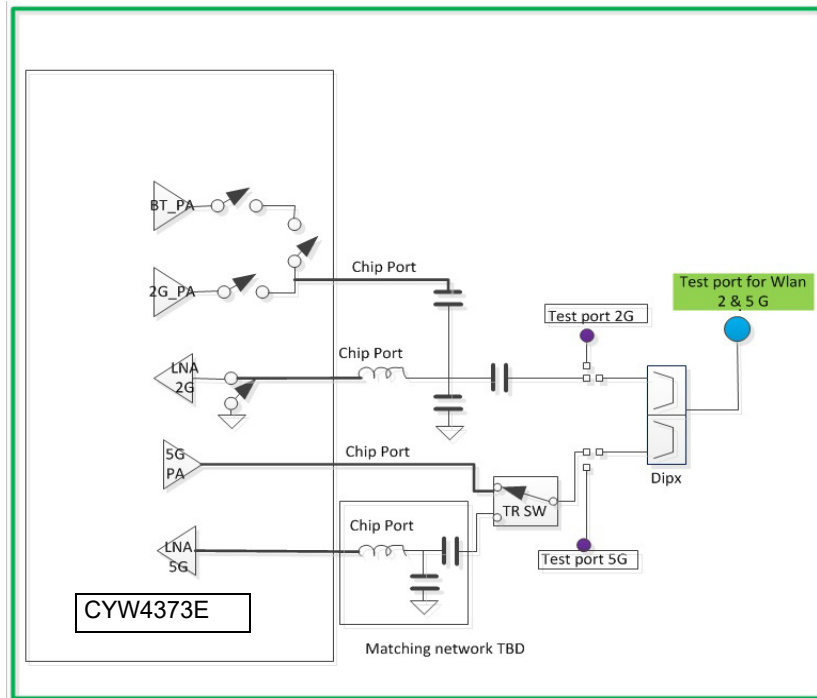 BT_PA
2G_PA
Chip Port
Test port for Wlan
2 & 5 G
Test port 2G
Chip Port
LNA
2G
5G
PA
Chip Port
Dipx
TR SW
Chip Port
LNA
5G
Test port 5G
CYW4373E
Matching network TBD